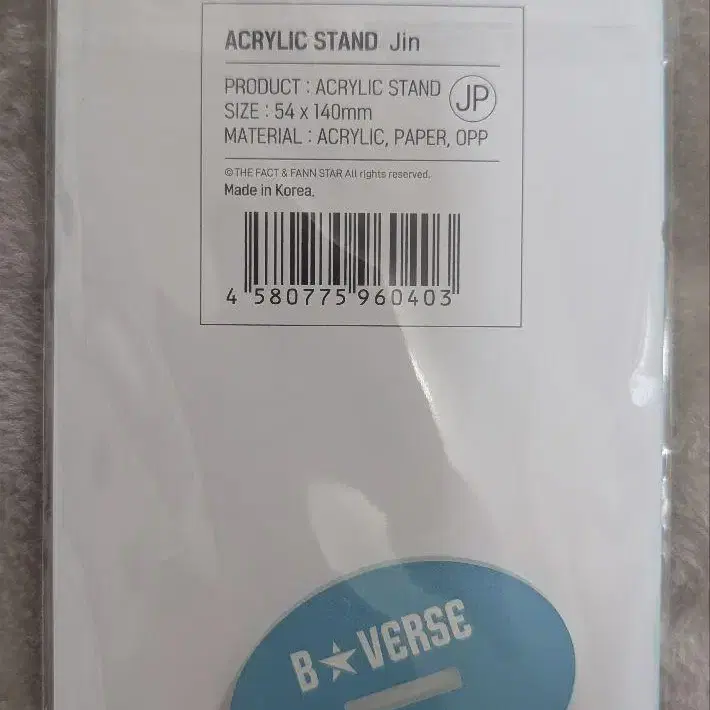 ACRYLIC STAND Jin
PRODUCT : ACRYLIC STAND
JP
SIZE : 54 x 140mm
MATERIAL : ACRYLIC, PAPER, OPP
©THE FACT & FANN STAR All rights reserved.
Made in Korea.
4 580775 960403
B★VERSE